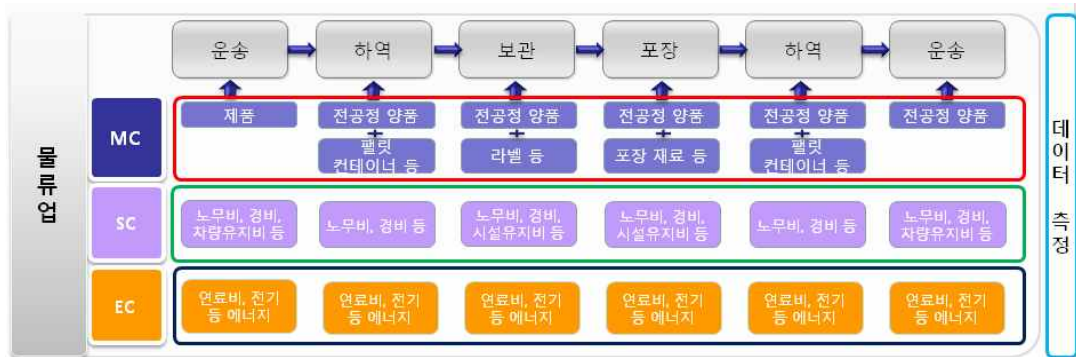 물류업
운송
하역
보관
포장
하역
운송
MC
제품
전공정 양품
전공정 양품
전공정 양품
전공정 양품
전공정 양품
+
+
+
+
팰릿
컨테이너 등
라벨 등
포장 재료 등
팰릿
컨테이너 등
SC
노무비, 경비,
차량유지비 등
노무비, 경비 등
노무비, 경비,
시설유지비 등
노무비, 경비,
시설유지비 등
노무비, 경비 등
노무비, 경비,
차량유지비 등
EC
연료비, 전기
등 에너지
연료비, 전기
등 에너지
연료비, 전기
등 에너지
연료비, 전기
등 에너지
연료비, 전기
등 에너지
연료비, 전기
등 에너지
데이터 측정